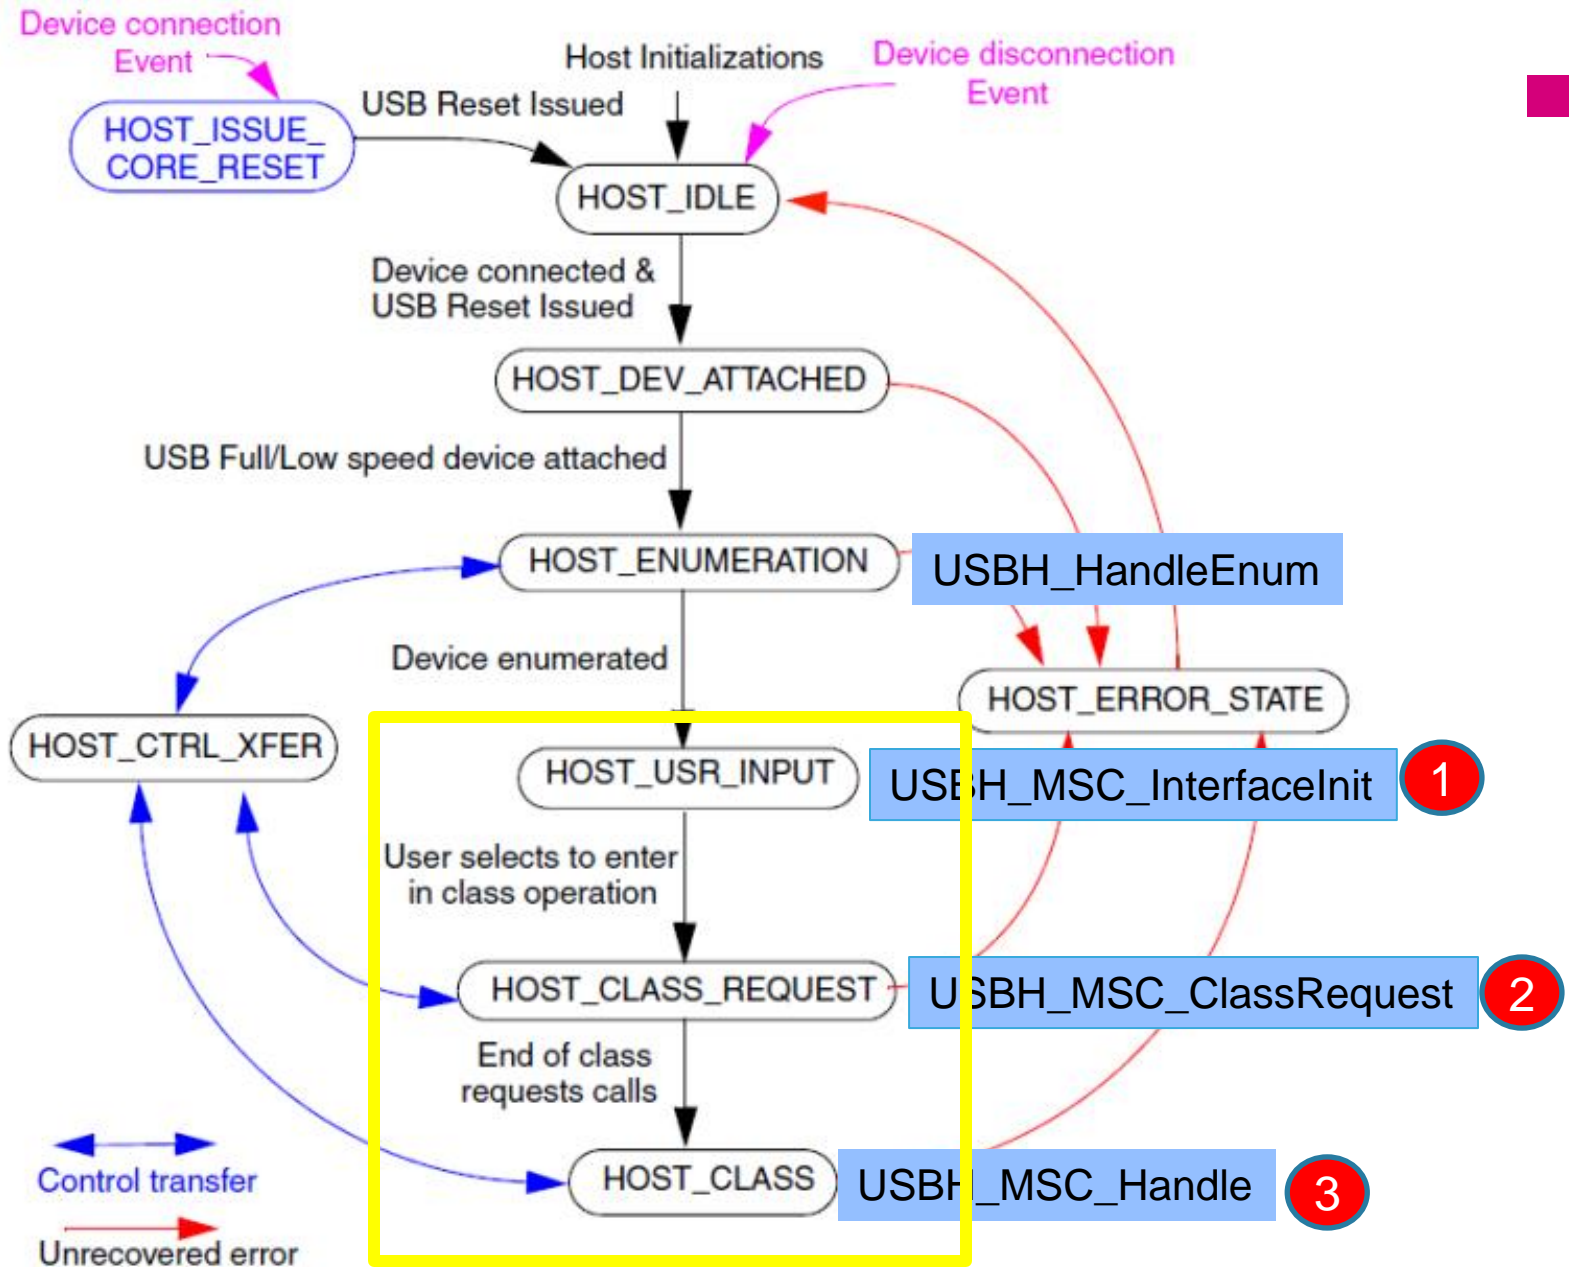 Device connection
Event
Host Initializations
Device disconnection
Event
USB Reset Issued
HOST_ISSUE_
CORE_RESET
HOST_IDLE
Device connected &
USB Reset Issued
HOST_DEV_ATTACHED
USB Full/Low speed device attached
HOST_ENUMERATION
USBH_HandleEnum
Device enumerated
HOST_ERROR_STATE
HOST_CTRL_XFER
HOST_USR_INPUT
USBH_MSC_InterfaceInit
1
User selects to enter
in class operation
HOST_CLASS_REQUEST
USBH_MSC_ClassRequest
2
End of class
requests calls
HOST_CLASS
USBH_MSC_Handle
3
Control transfer
Unrecovered error